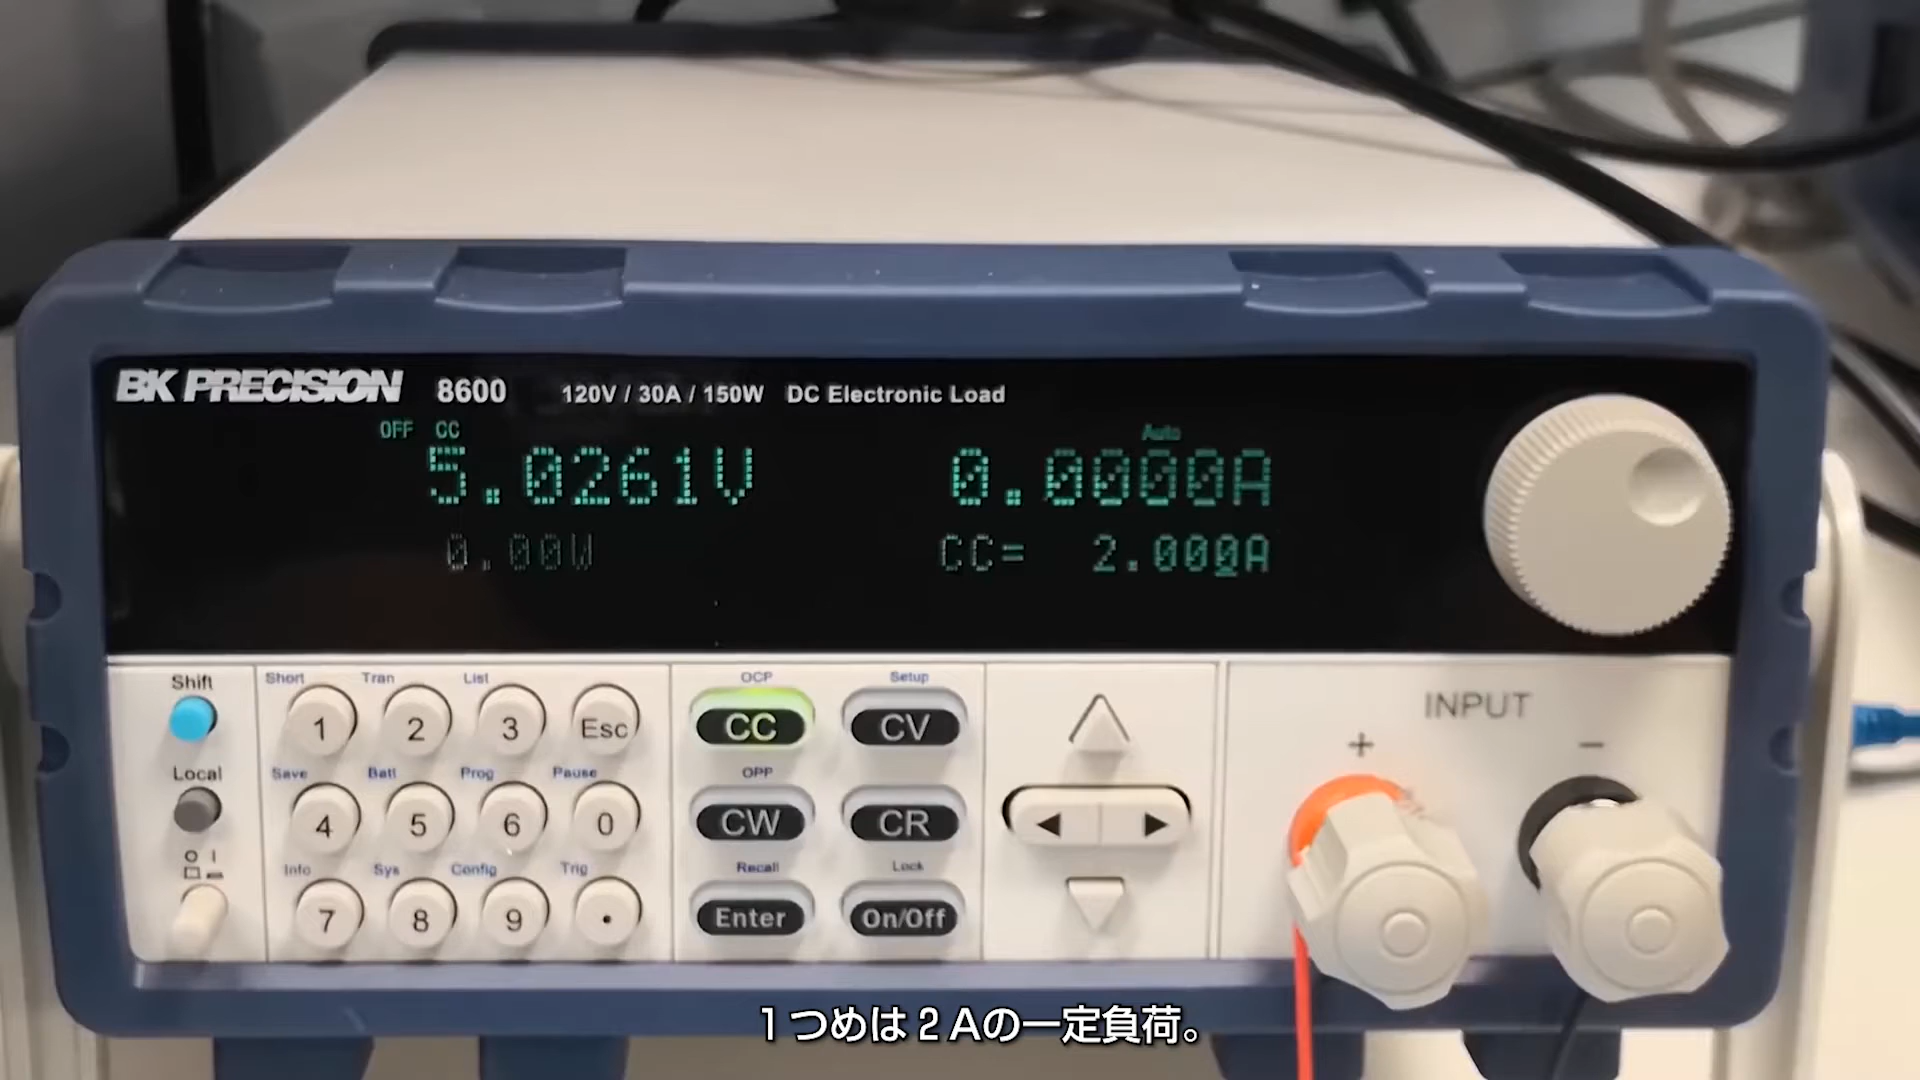 BK PRECISION 8600 120V / 30A / 150W DC Electronic Load
OFF CC Auto
5.0261V 0.0000A
0.00W CC= 2.000A
Shift Short Tran List OCP Setup
1 2 3 Esc CC CV
INPUT
+ −
Local Save Batt Prog Pause OPP
4 5 6 0 CW CR
Info Sys Config Trig Recall Lock
7 8 9 . Enter On/Off
1つめは2Aの一定負荷。